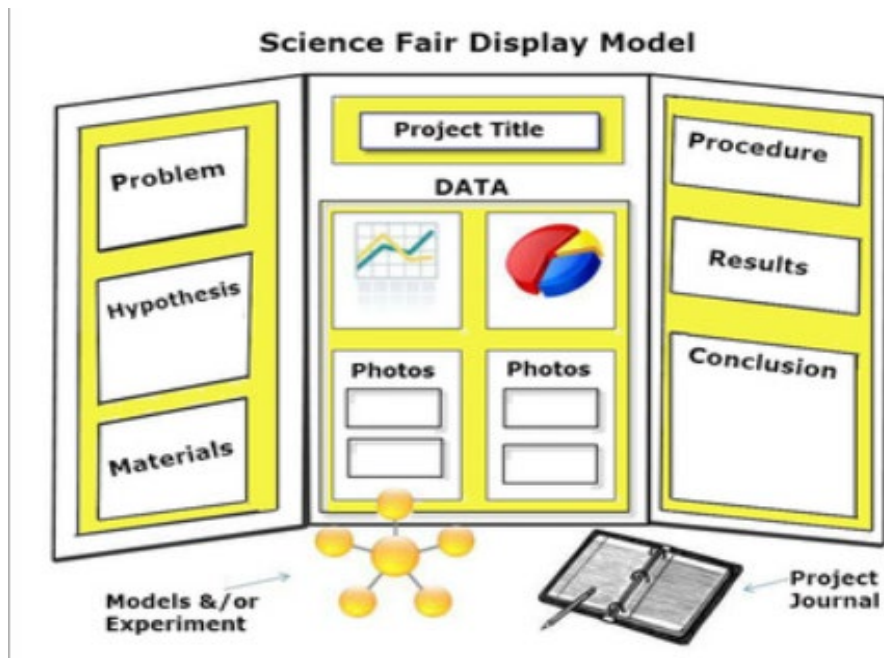 Science Fair Display Model
Problem
Hypothesis
Materials
Project Title
DATA
Photos
Photos
Procedure
Results
Conclusion
Models &/or
Experiment
Project
Journal